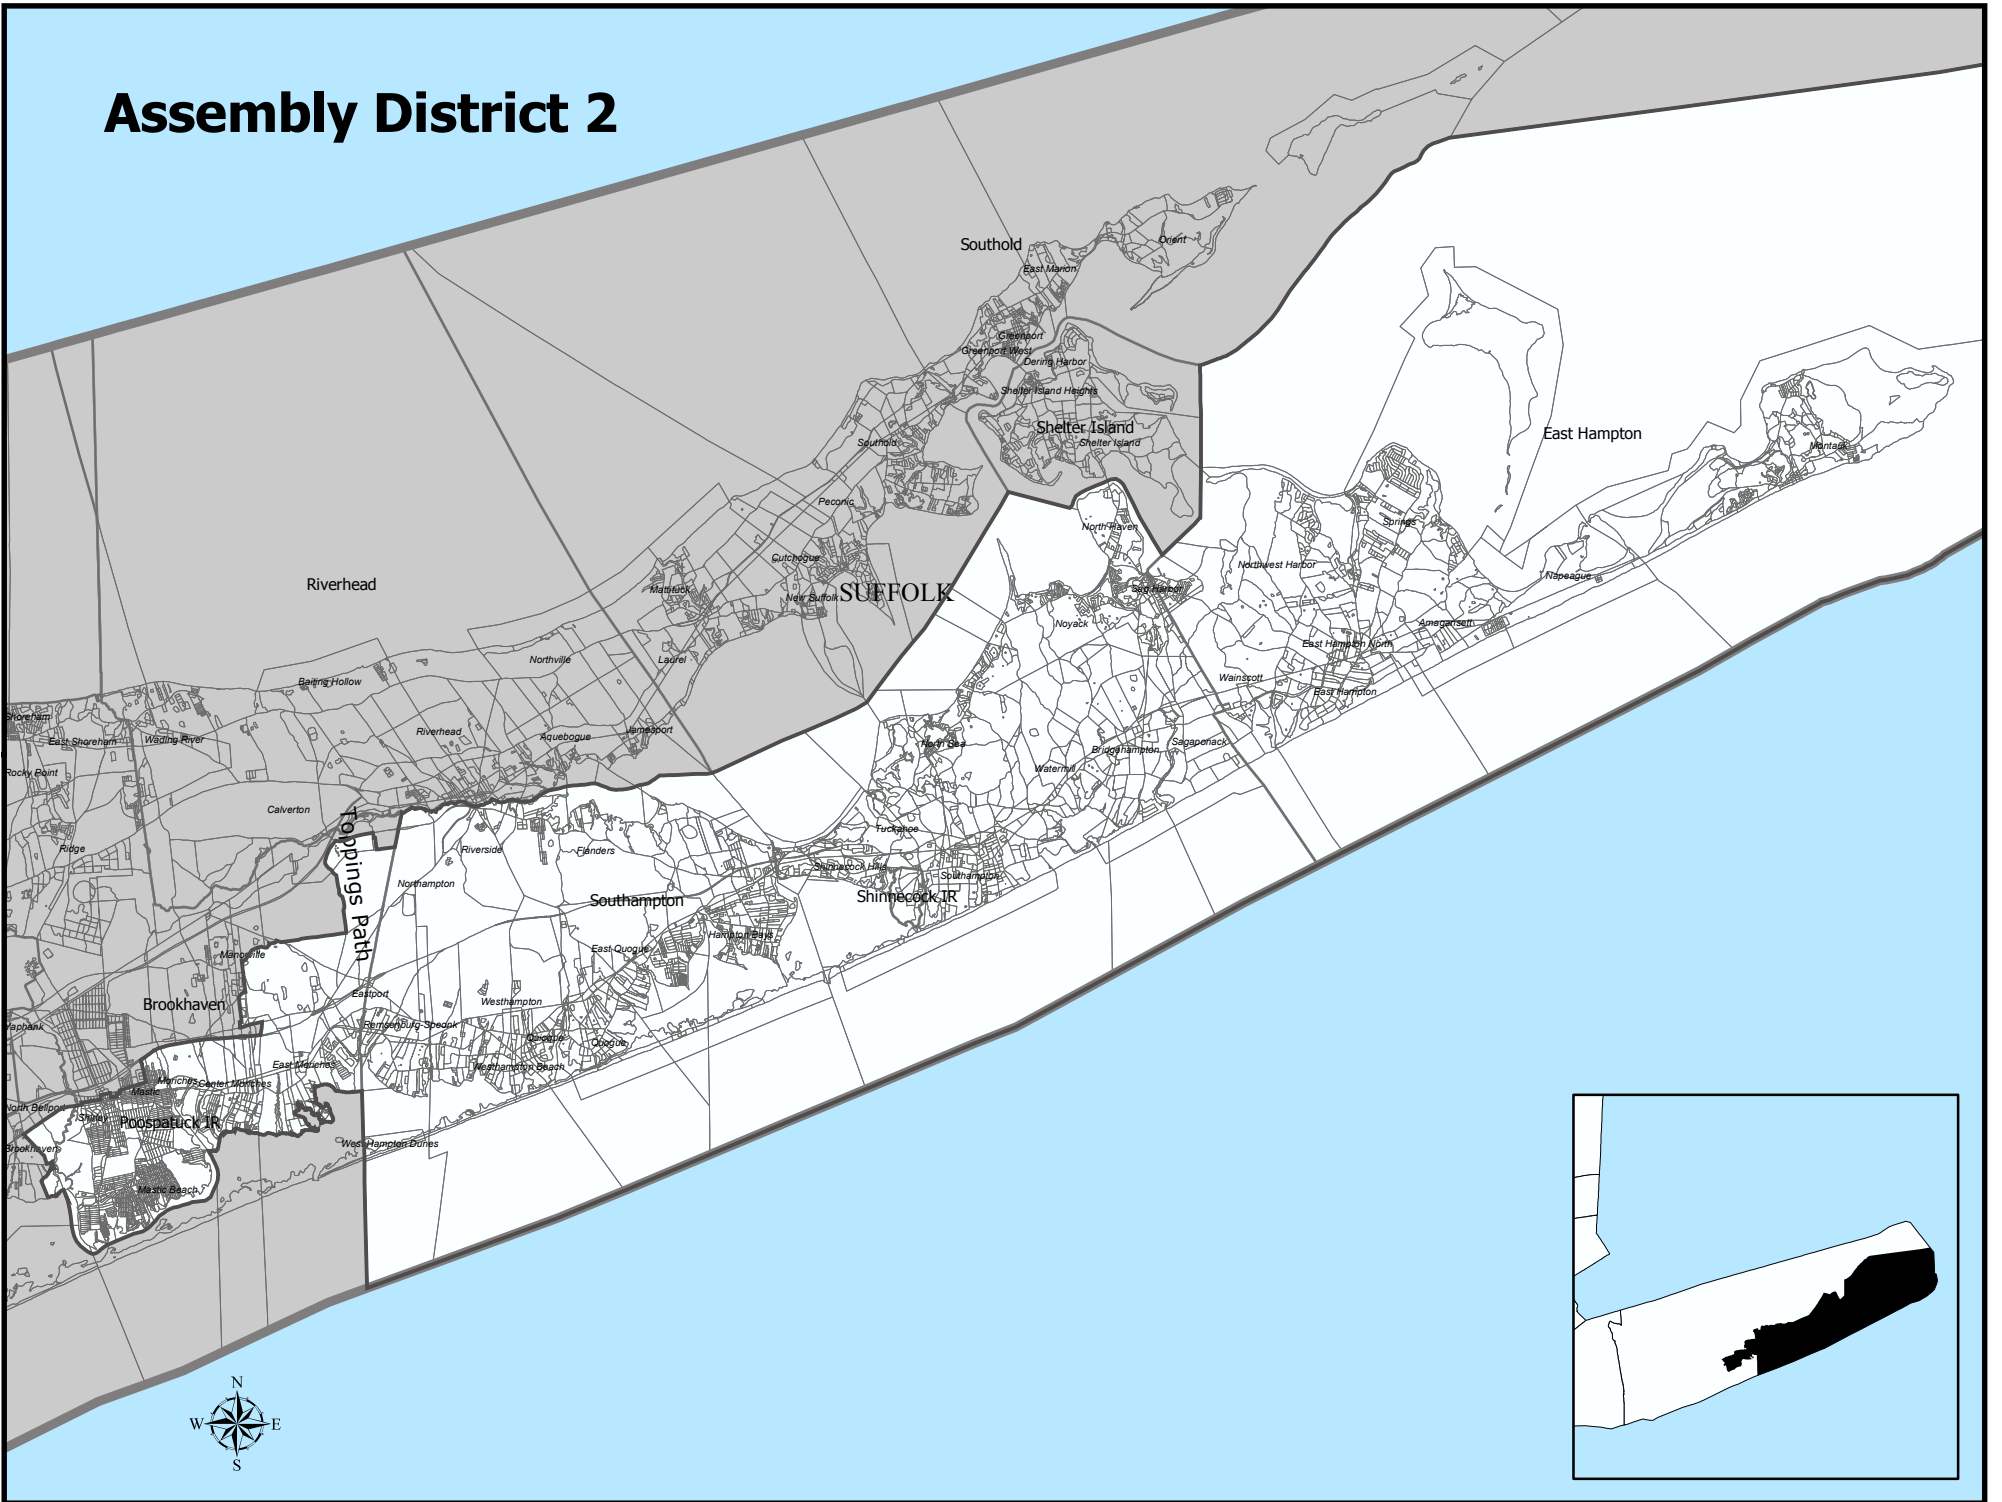 Assembly District 2
Southold
Orient
East Marion
Greenport
Greenport West
Dering Harbor
Shelter Island Heights
Shelter Island
Shelter Island
Southold
East Hampton
Montauk
Peconic
North Haven
Springs
Cutchogue
Northwest Harbor
Napeague
Riverhead
Mattituck
New Suffolk
SUFFOLK
Sag Harbor
Noyack
Amagansett
East Hampton North
Northville
Laurel
Wainscott
Baiting Hollow
East Hampton
Shoreham
East Shoreham
Wading River
Riverhead
Aquebogue
Jamesport
North Sea
Bridgehampton
Sagaponack
Rocky Point
Watermill
Calverton
Toppings Path
Ridge
Riverside
Flanders
Tuckahoe
Shinnecock Hills
Southampton
Northampton
Southampton
Shinnecock IR
Hampton Bays
East Quogue
Manorville
Brookhaven
Eastport
Westhampton
Yaphank
Remsenburg-Speonk
Quiogue
Quogue
East Moriches
Westhampton Beach
Moriches
Center Moriches
Mastic
North Bellport
Shirley
Poospatuck IR
Brookhaven
West Hampton Dunes
Mastic Beach
N
W
E
S